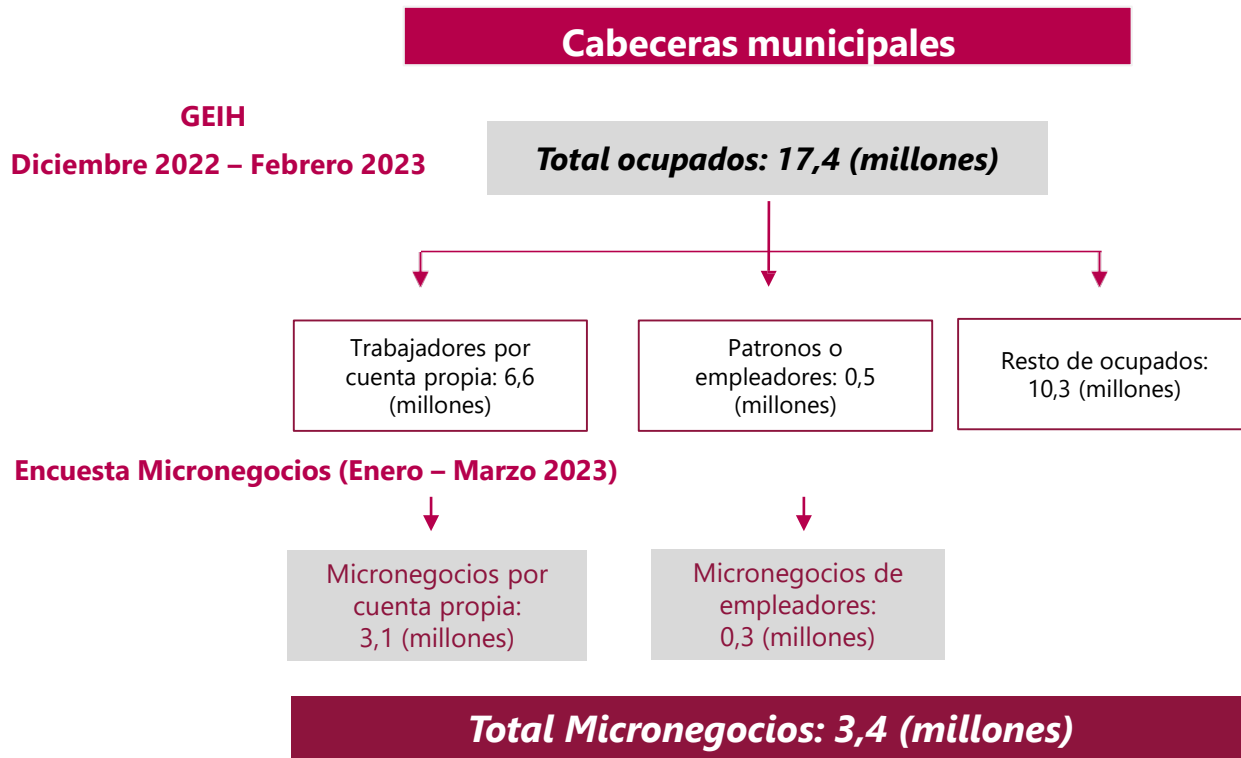 Cabeceras municipales
GEIH
Diciembre 2022 – Febrero 2023
Total ocupados: 17,4 (millones)
Trabajadores por
cuenta propia: 6,6
(millones)
Patronos o
empleadores: 0,5
(millones)
Resto de ocupados:
10,3 (millones)
Encuesta Micronegocios (Enero – Marzo 2023)
Micronegocios por
cuenta propia:
3,1 (millones)
Micronegocios de
empleadores:
0,3 (millones)
Total Micronegocios: 3,4 (millones)